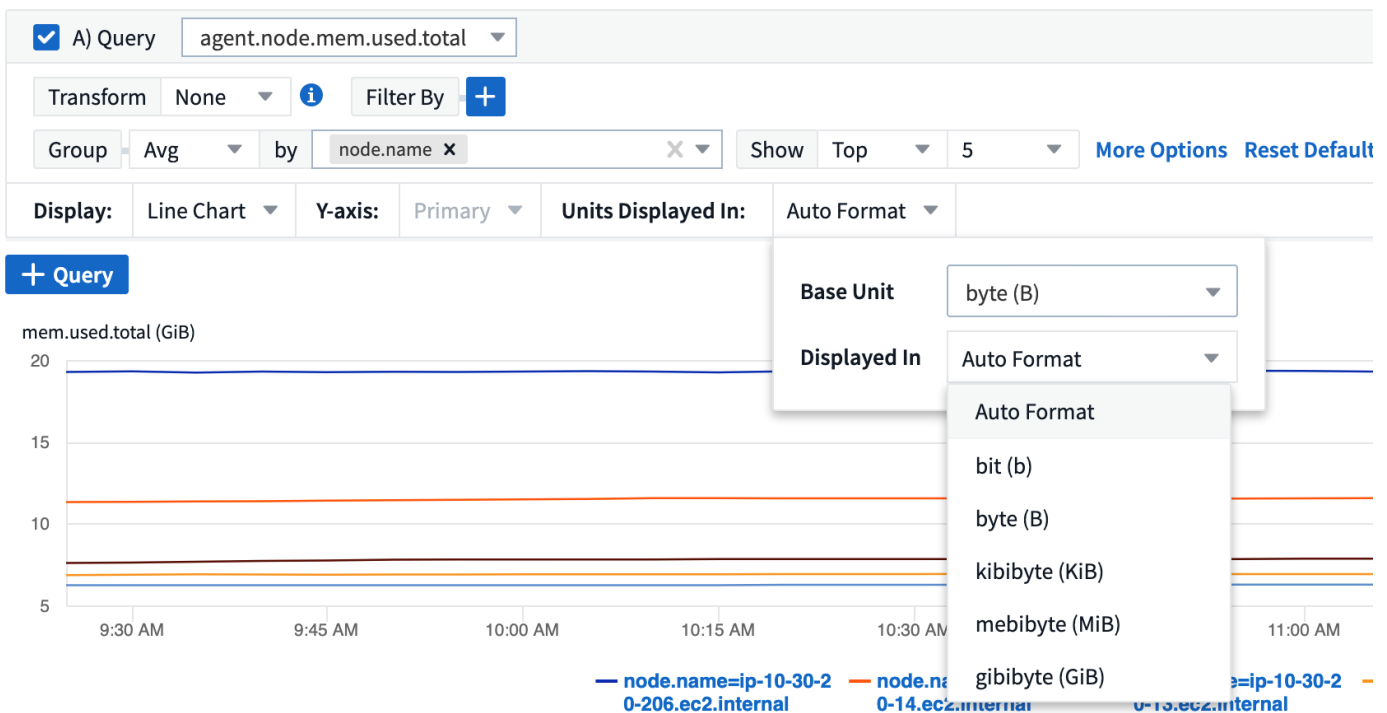 A) Query agent.node.mem.used.total
Transform None i Filter By +
Group Avg by node.name × Show Top 5 More Options Reset Default
Display: Line Chart Y-axis: Primary Units Displayed In: Auto Format
+ Query
Base Unit byte (B)
Displayed In Auto Format
Auto Format
bit (b)
byte (B)
kibibyte (KiB)
mebibyte (MiB)
gibibyte (GiB)
mem.used.total (GiB)
20
15
10
5
9:30 AM 9:45 AM 10:00 AM 10:15 AM 10:30 AM 11:00 AM
node.name=ip-10-30-2 node.na e=ip-10-30-2
0-206.ec2.internal 0-14.ec2.internal 0-13.ec2.internal